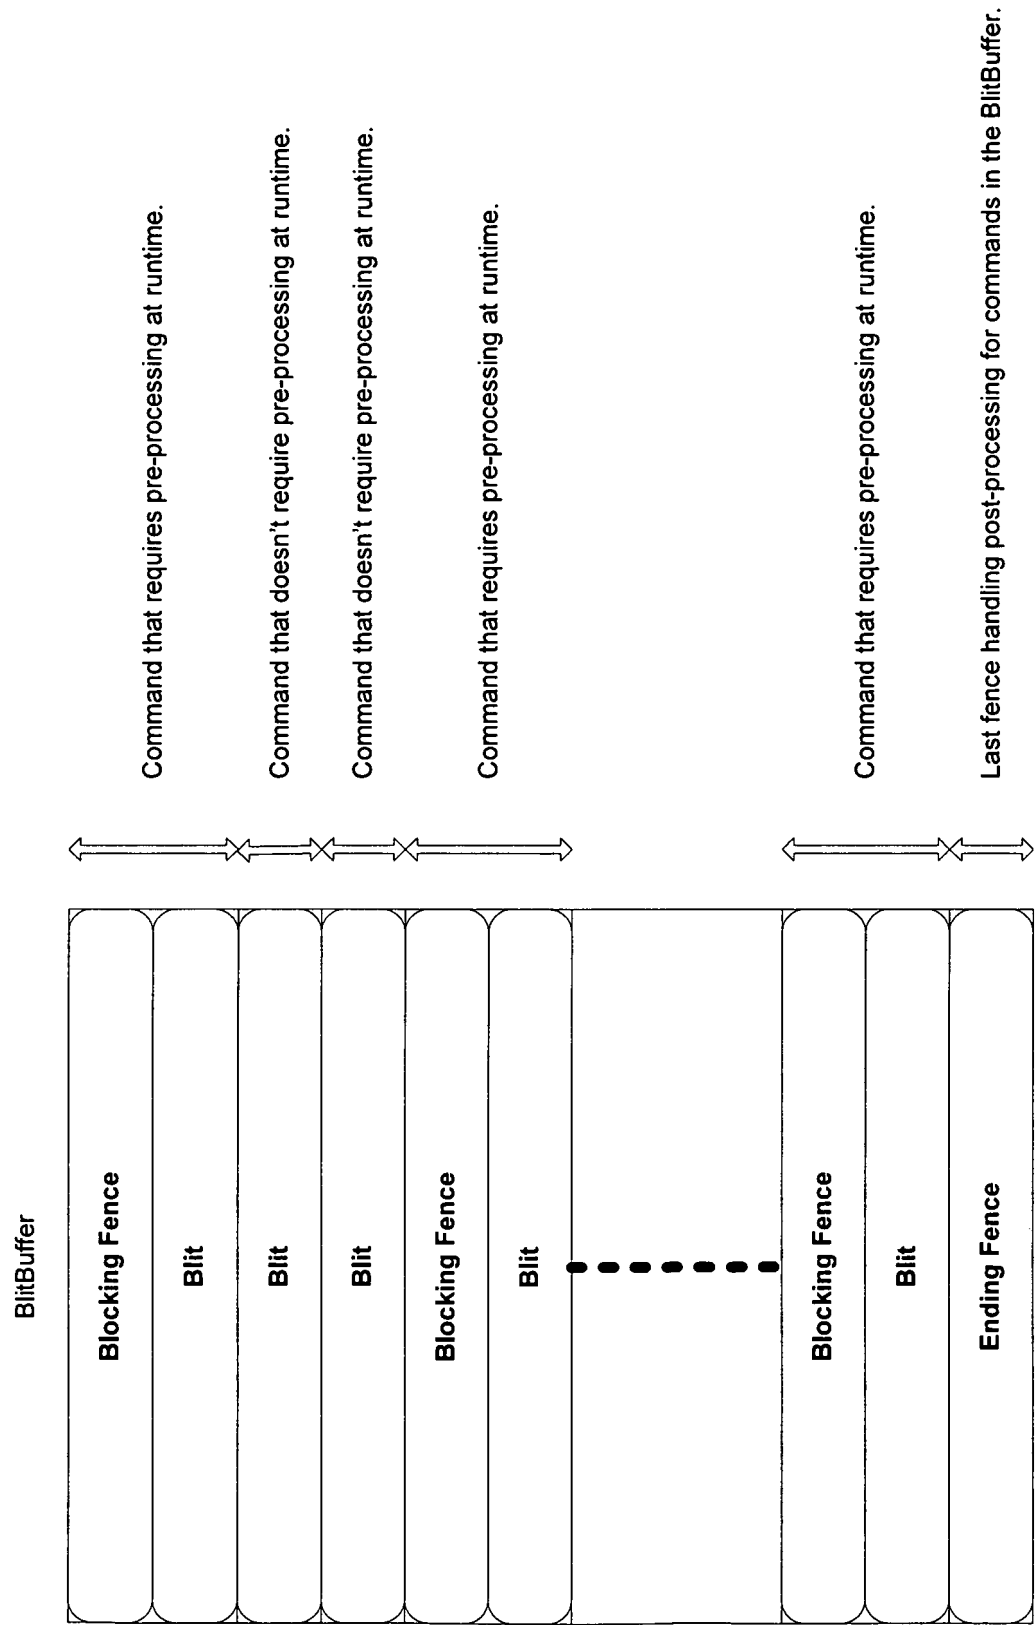 BlitBuffer
Blocking Fence
Command that requires pre-processing at runtime.
Blit
Blit
Command that doesn't require pre-processing at runtime.
Blit
Command that doesn't require pre-processing at runtime.
Blocking Fence
Command that requires pre-processing at runtime.
Blit
Blocking Fence
Command that requires pre-processing at runtime.
Blit
Ending Fence
Last fence handling post-processing for commands in the BlitBuffer.